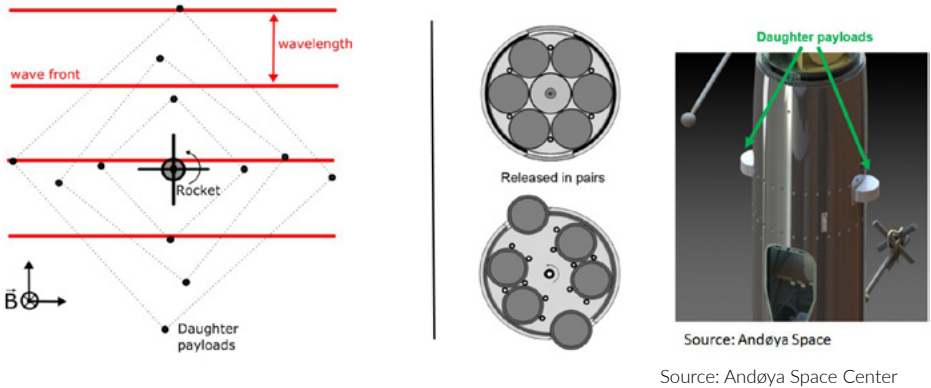 wavelength
wave front
Rocket
B
Daughter
payloads
Released in pairs
Daughter payloads
Source: Andøya Space
Source: Andøya Space Center